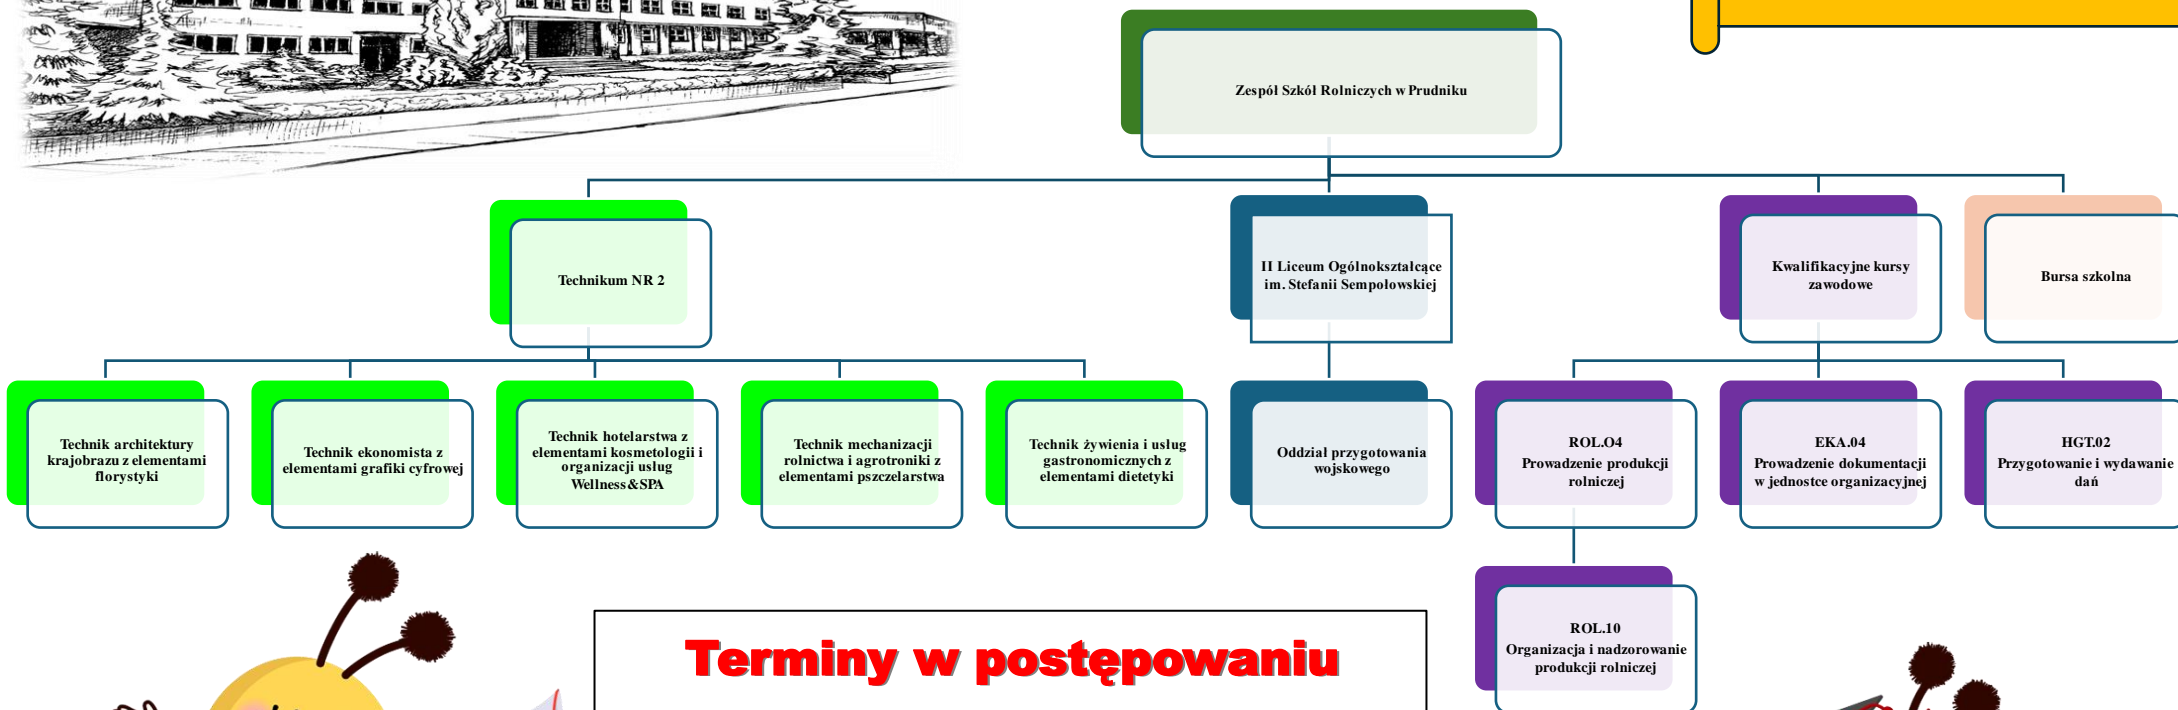 Zespół Szkół Rolniczych w Prudniku
Technikum NR 2
II Liceum Ogólnokształcące
im. Stefanii Sempołowskiej
Kwalifikacyjne kursy
zawodowe
Bursa szkolna
Technik architektury
krajobrazu z elementami
florystyki
Technik ekonomista z
elementami grafiki cyfrowej
Technik hotelarstwa z
elementami kosmetologii i
organizacji usług
Wellness&SPA
Technik mechanizacji
rolnictwa i agrotroniki z
elementami pszczelarstwa
Technik żywienia i usług
gastronomicznych z
elementami dietetyki
Oddział przygotowania
wojskowego
ROL.O4
Prowadzenie produkcji
rolniczej
EKA.04
Prowadzenie dokumentacji
w jednostce organizacyjnej
HGT.02
Przygotowanie i wydawanie
dań
ROL.10
Organizacja i nadzorowanie
produkcji rolniczej
Terminy w postępowaniu